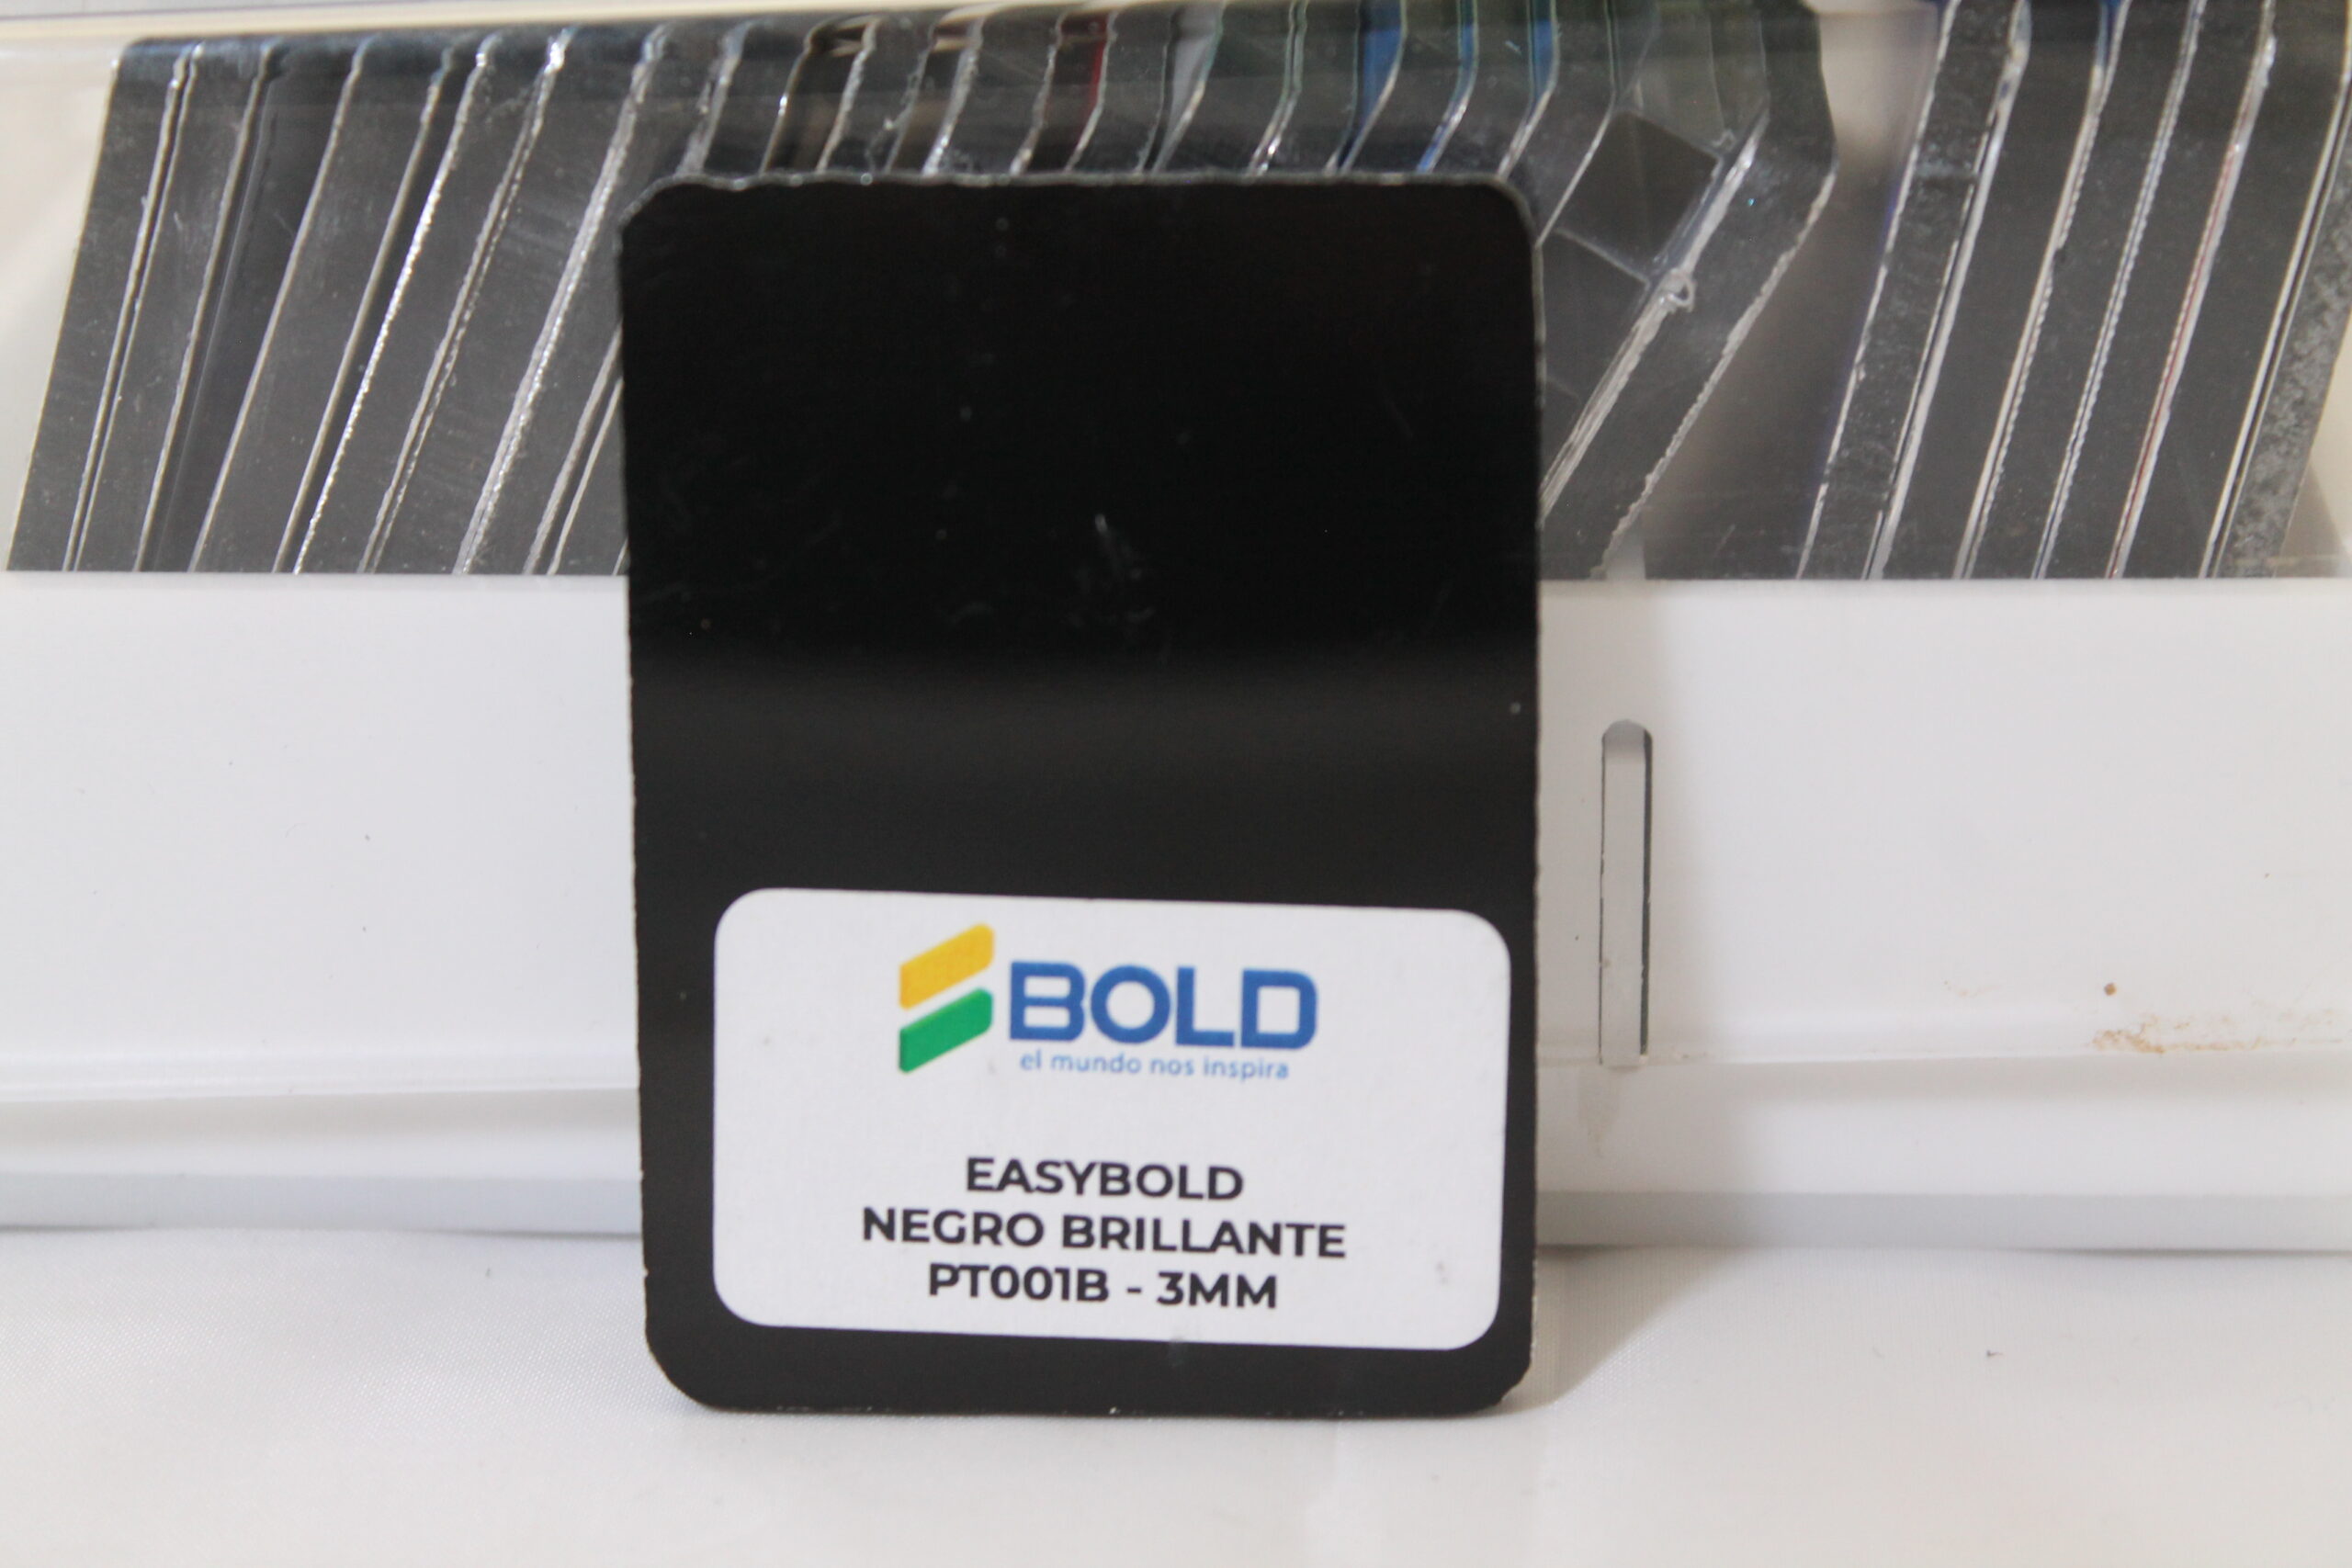 BOLD
el mundo nos inspira
EASYBOLD
NEGRO BRILLANTE
PT001B - 3MM